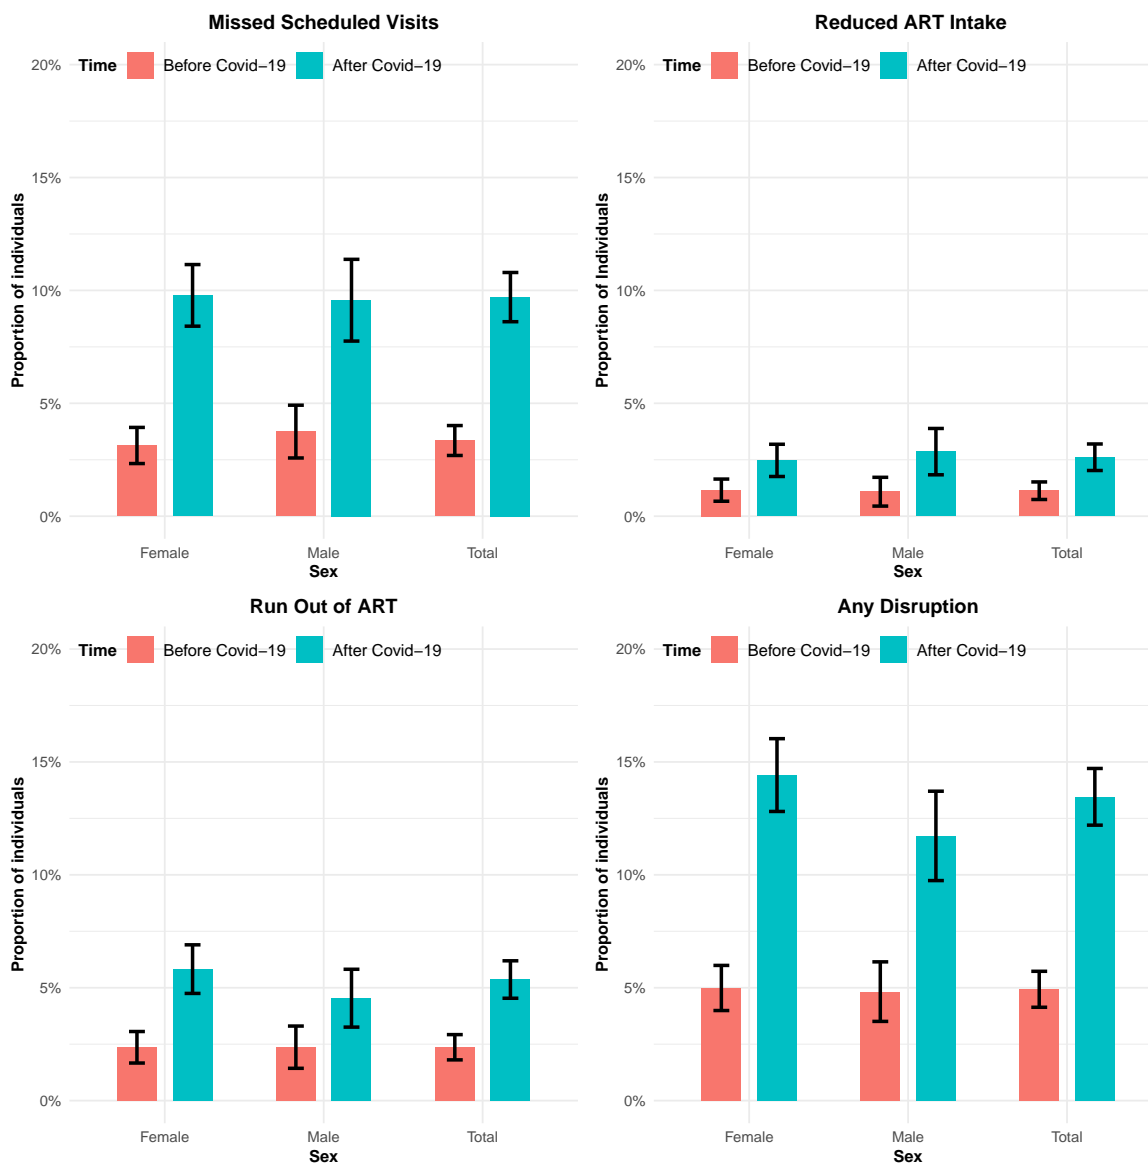 Missed Scheduled Visits
Time Before Covid−19 After Covid−19
20%
15%
10%
5%
0%
Proportion of individuals
Female Male Total
Sex
Reduced ART Intake
Time Before Covid−19 After Covid−19
20%
15%
10%
5%
0%
Proportion of Individuals
Female Male Total
Sex
Run Out of ART
Time Before Covid−19 After Covid−19
20%
15%
10%
5%
0%
Proportion of individuals
Female Male Total
Sex
Any Disruption
Time Before Covid−19 After Covid−19
20%
15%
10%
5%
0%
Proportion of individuals
Female Male Total
Sex